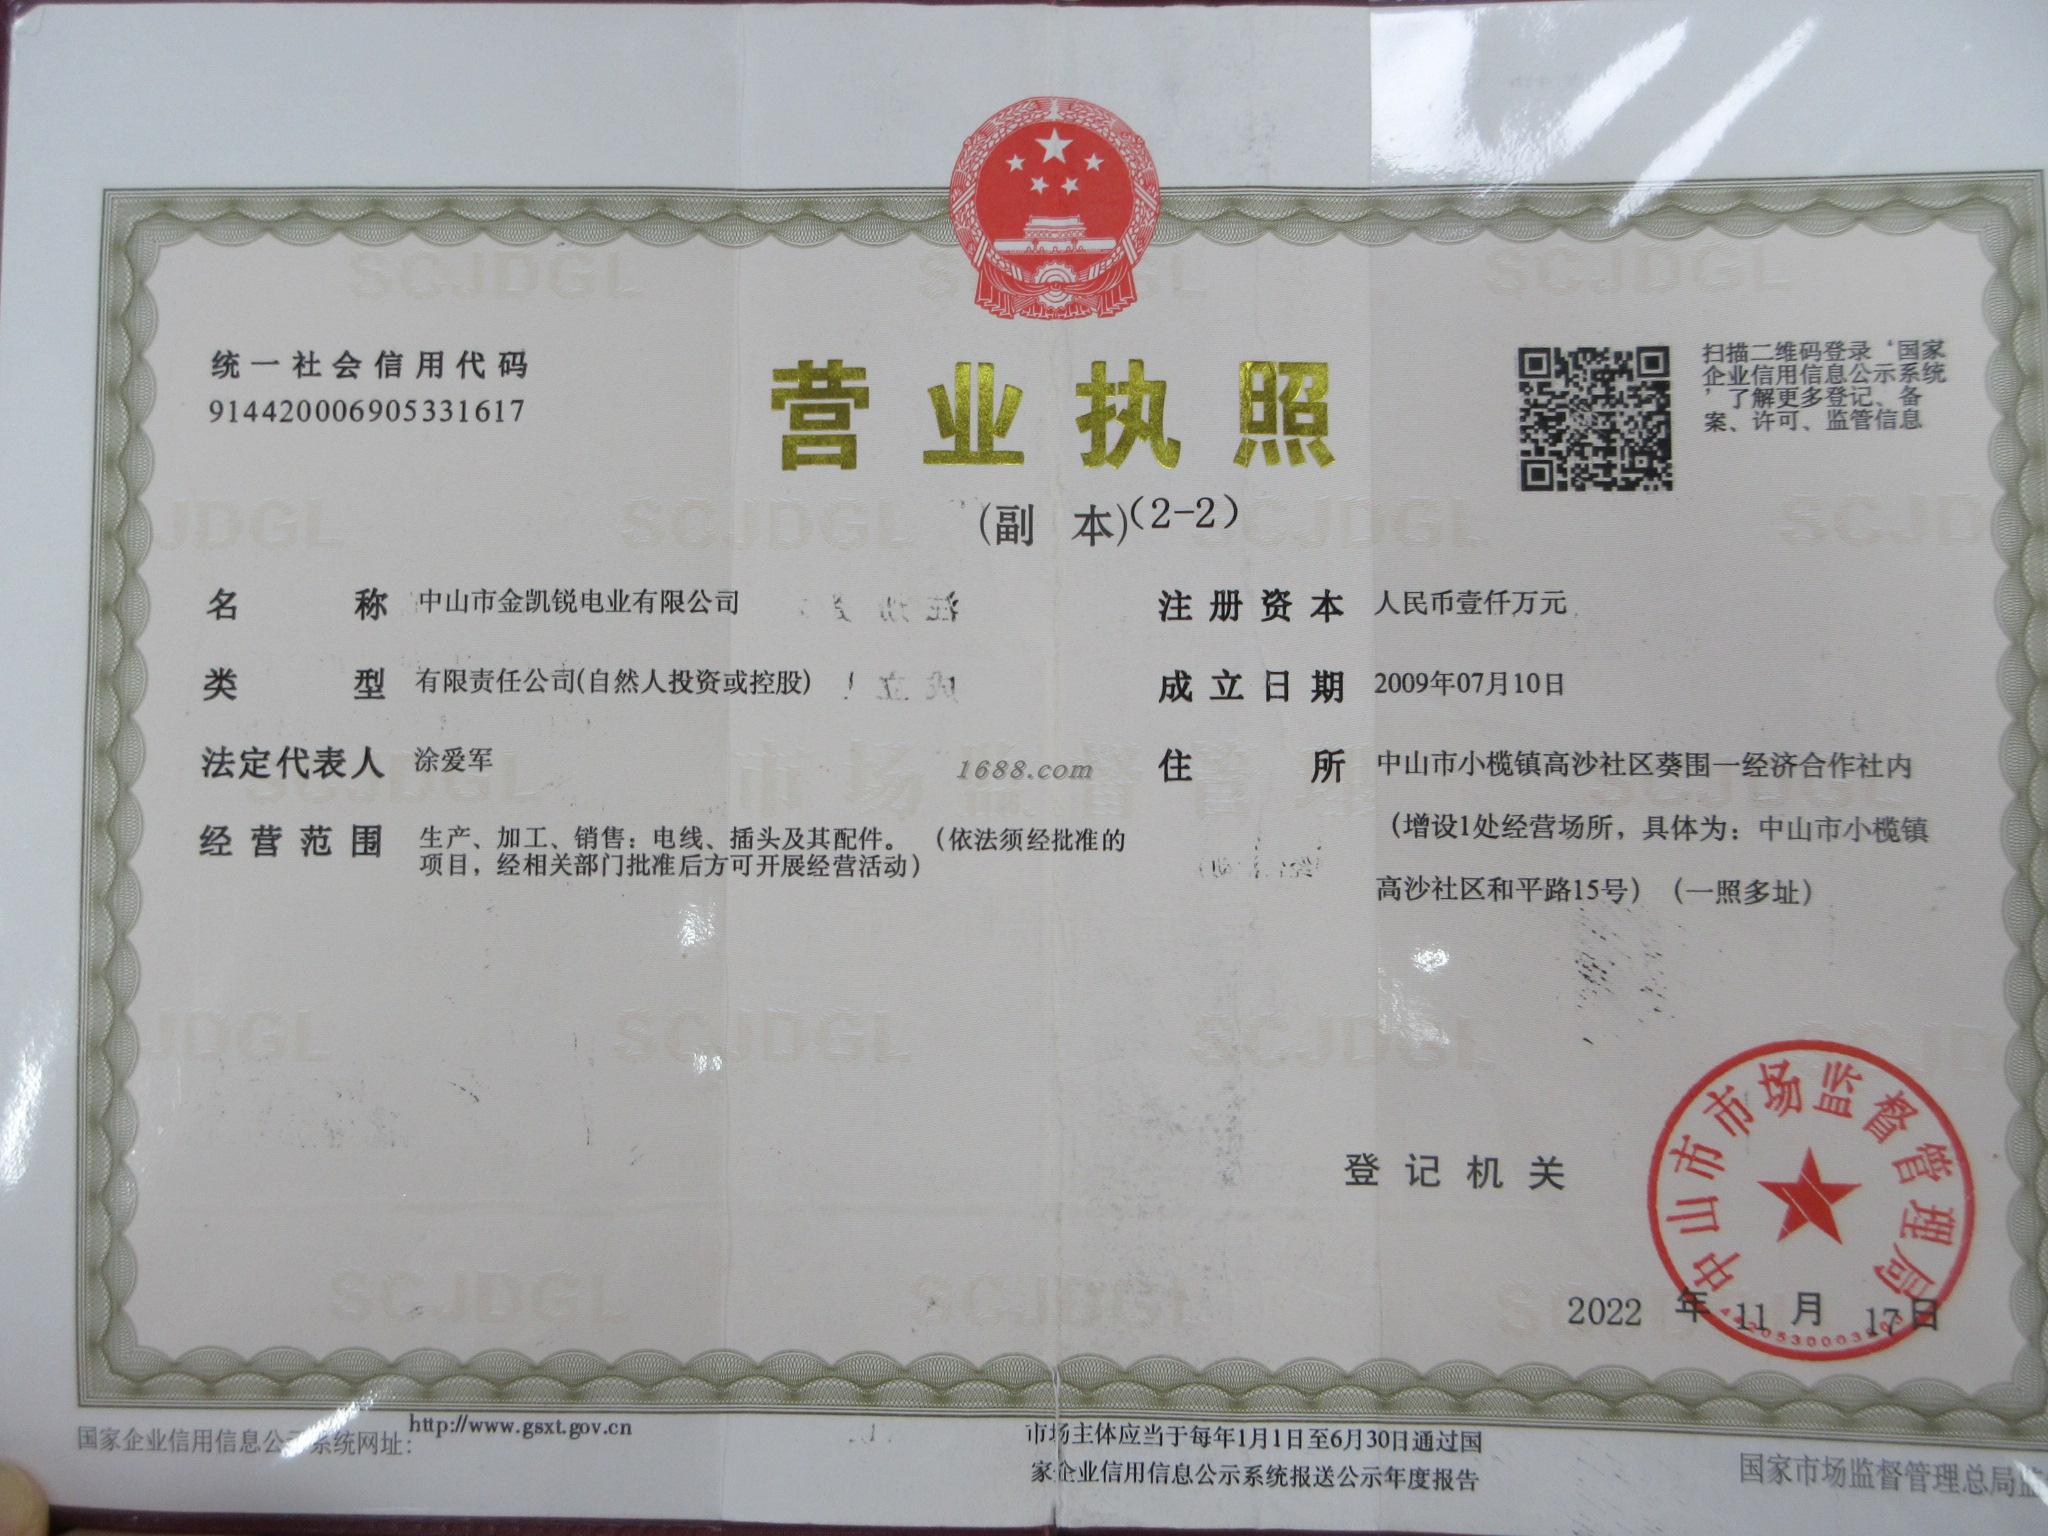 统一社会信用代码
914420006905331617
营业执照
(副 本)(2-2)
扫描二维码登录‘国家
企业信用信息公示系统
’了解更多登记、备
案、许可、监管信息
名 称 中山市金凯锐电业有限公司
类 型 有限责任公司(自然人投资或控股)
法定代表人 涂爱军
经营范围 生产、加工、销售：电线、插头及其配件。（依法须经批准的
项目，经相关部门批准后方可开展经营活动）
注册资本 人民币壹仟万元
成立日期 2009年07月10日
住 所 中山市小榄镇高沙社区葵围一经济合作社内
（增设1处经营场所，具体为：中山市小榄镇
高沙社区和平路15号）（一照多址）
1688.com
登记机关
中山市市场监督管理局
2022 年 11 月 17日
国家企业信用信息公示系统网址：http://www.gsxt.gov.cn
市场主体应当于每年1月1日至6月30日通过国
家企业信用信息公示系统报送公示年度报告
国家市场监督管理总局监